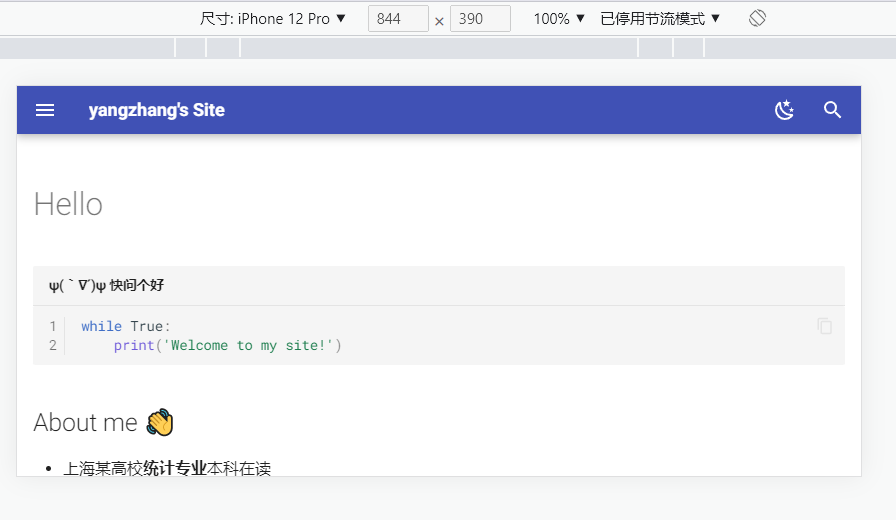 尺寸: iPhone 12 Pro ▼ 844 × 390 100% ▼ 已停用节流模式 ▼
yangzhang's Site
Hello
ψ(｀∇´)ψ 快问个好
1 while True:
2 print('Welcome to my site!')
About me 👋
• 上海某高校统计专业本科在读